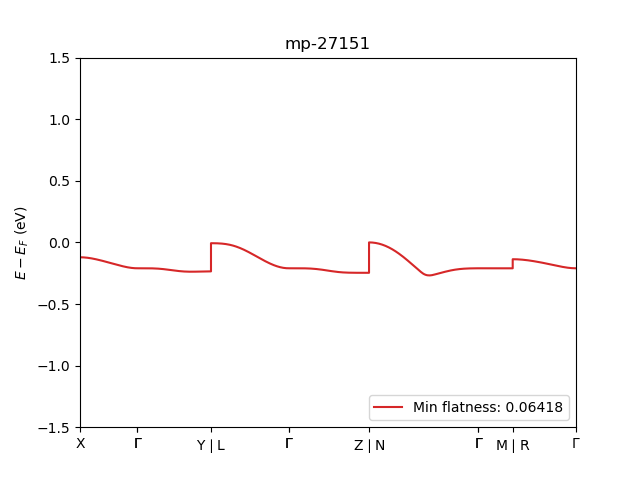 mp-27151
1.5
1.0
0.5
0.0
−0.5
−1.0
−1.5
E − E_F (eV)
Min flatness: 0.06418
X Γ Y | L Γ Z | N Γ M | R Γ